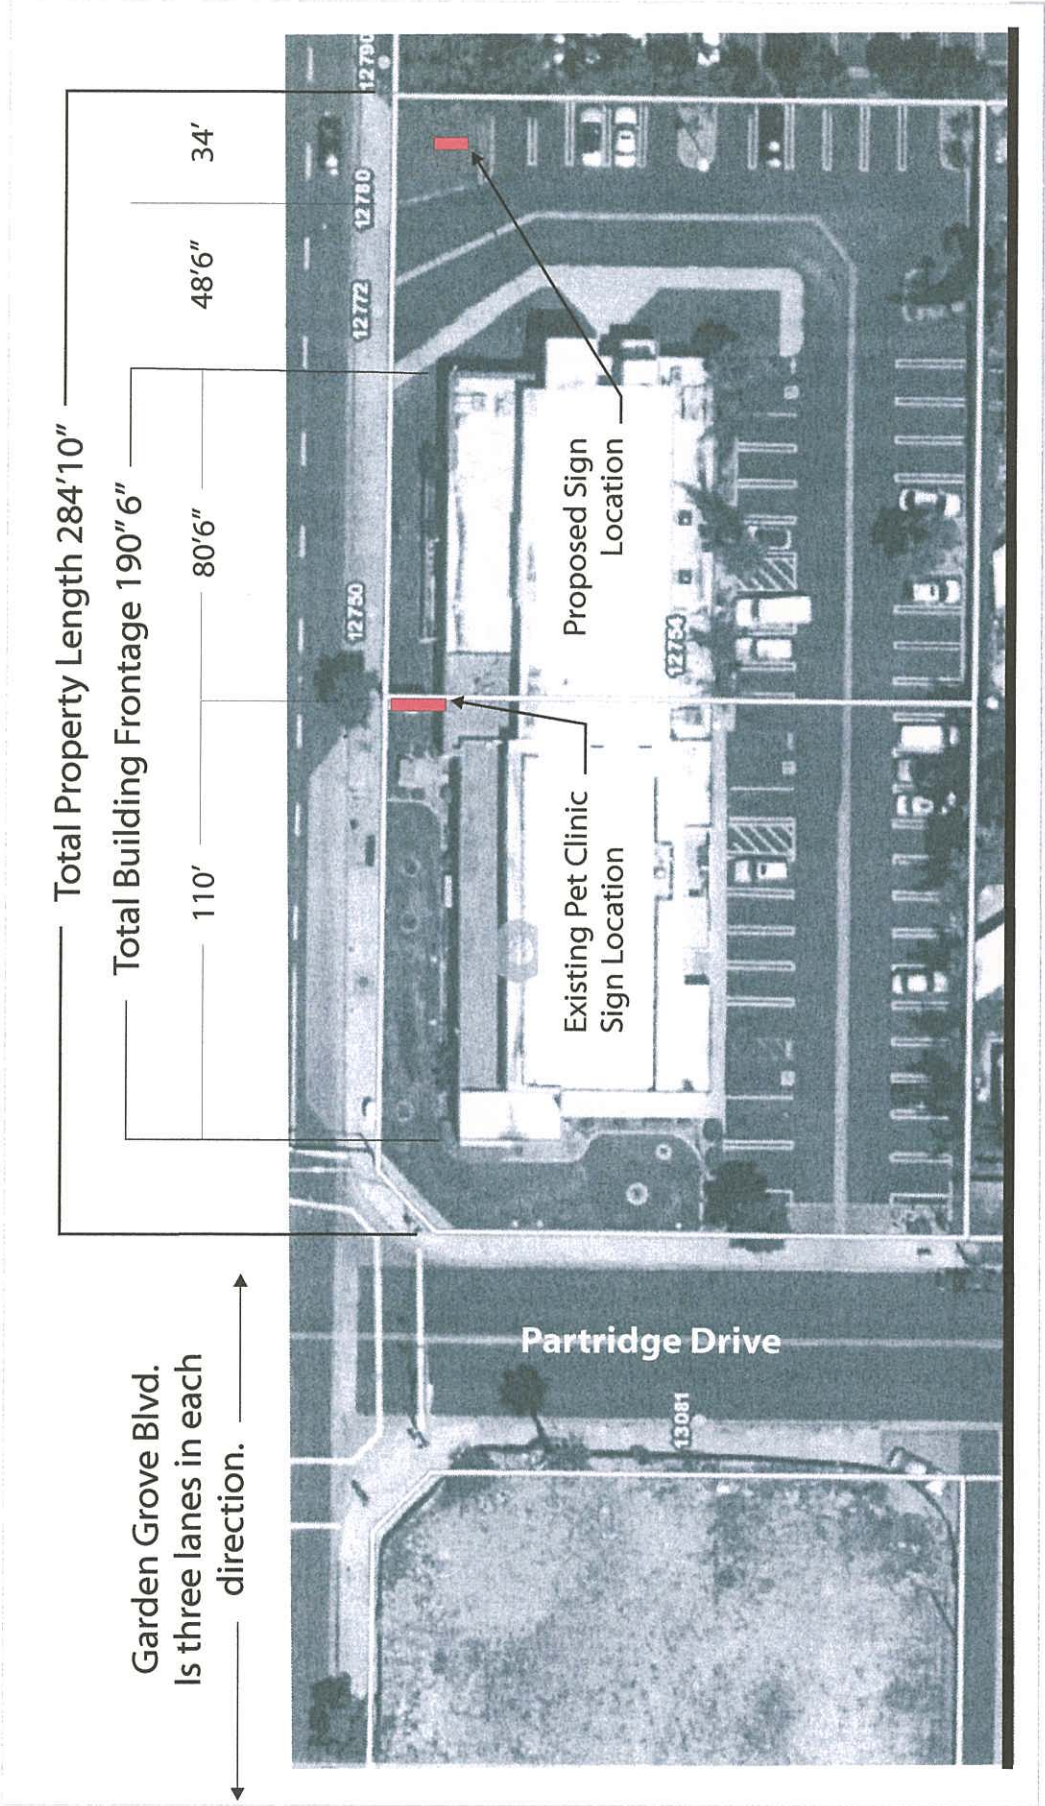 Total Property Length 284'10"
Total Building Frontage 190"6"
110'
80'6"
48'6"
34'
12750
12772
12780
12790
Garden Grove Blvd.
Is three lanes in each
direction.
Existing Pet Clinic
Sign Location
Proposed Sign
Location
12754
Partridge Drive
13081